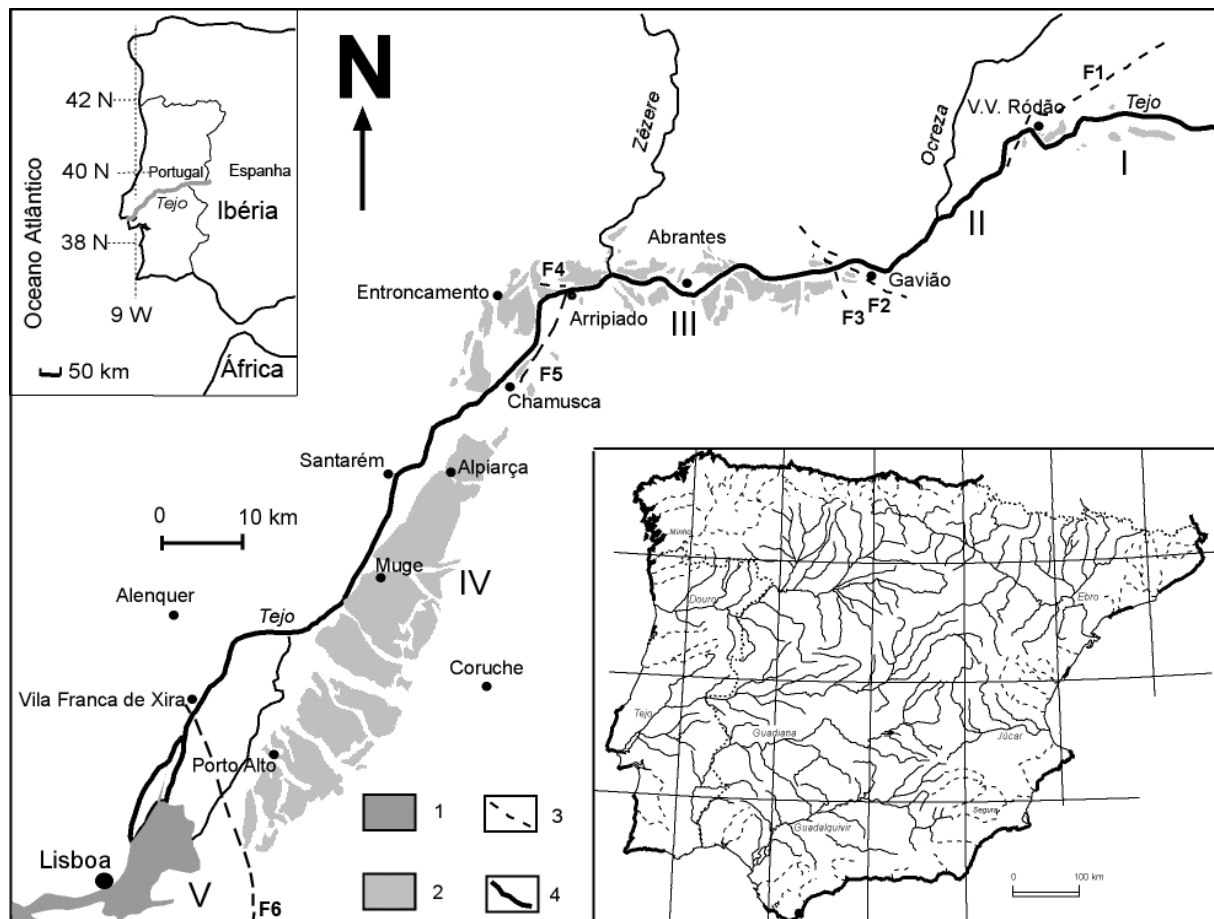 Oceano Atlântico
42 N
40 N
38 N
9 W
Portugal
Espanha
Tejo
Ibéria
África
50 km
N
Zêzere
Ocreza
F1
V.V. Ródão
Tejo
I
II
Abrantes
Gavião
F2
F3
III
F4
Entroncamento
Arripiado
F5
Chamusca
Santarém
Alpiarça
0 10 km
Muge
IV
Alenquer
Tejo
Coruche
Vila Franca de Xira
Porto Alto
Lisboa
V
F6
1
2
3
4
Minho
Douro
Ebro
Tejo
Guadiana
Júcar
Segura
Guadalquivir
0 100 km